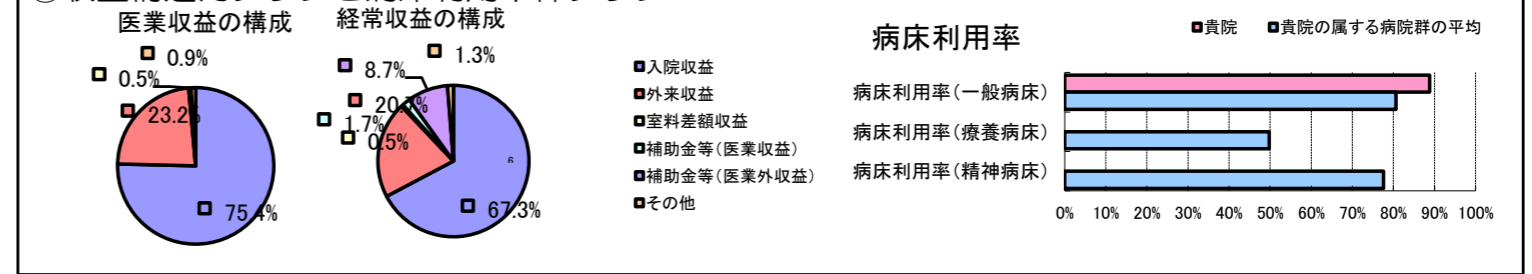 医業収益の構成
0.9%
0.5%
23.2%
75.4%
経常収益の構成
1.3%
8.7%
20.7%
1.7%
0.5%
67.3%
入院収益
外来収益
室料差額収益
補助金等(医業収益)
補助金等(医業外収益)
その他
病床利用率
貴院
貴院の属する病院群の平均
病床利用率(一般病床)
病床利用率(療養病床)
病床利用率(精神病床)
0% 10% 20% 30% 40% 50% 60% 70% 80% 90% 100%